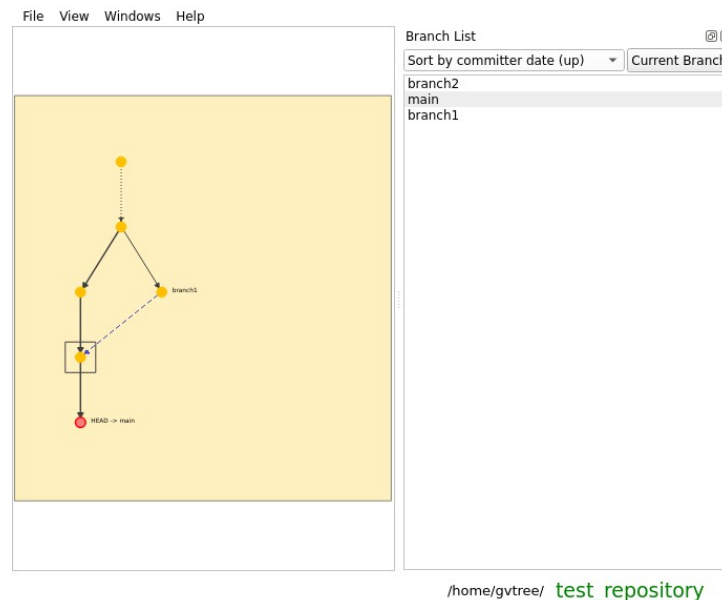 File View Windows Help
Branch List
Sort by committer date (up) Current Branch
branch2
main
branch1
branch1
HEAD -> main
/home/gvtree/ test repository